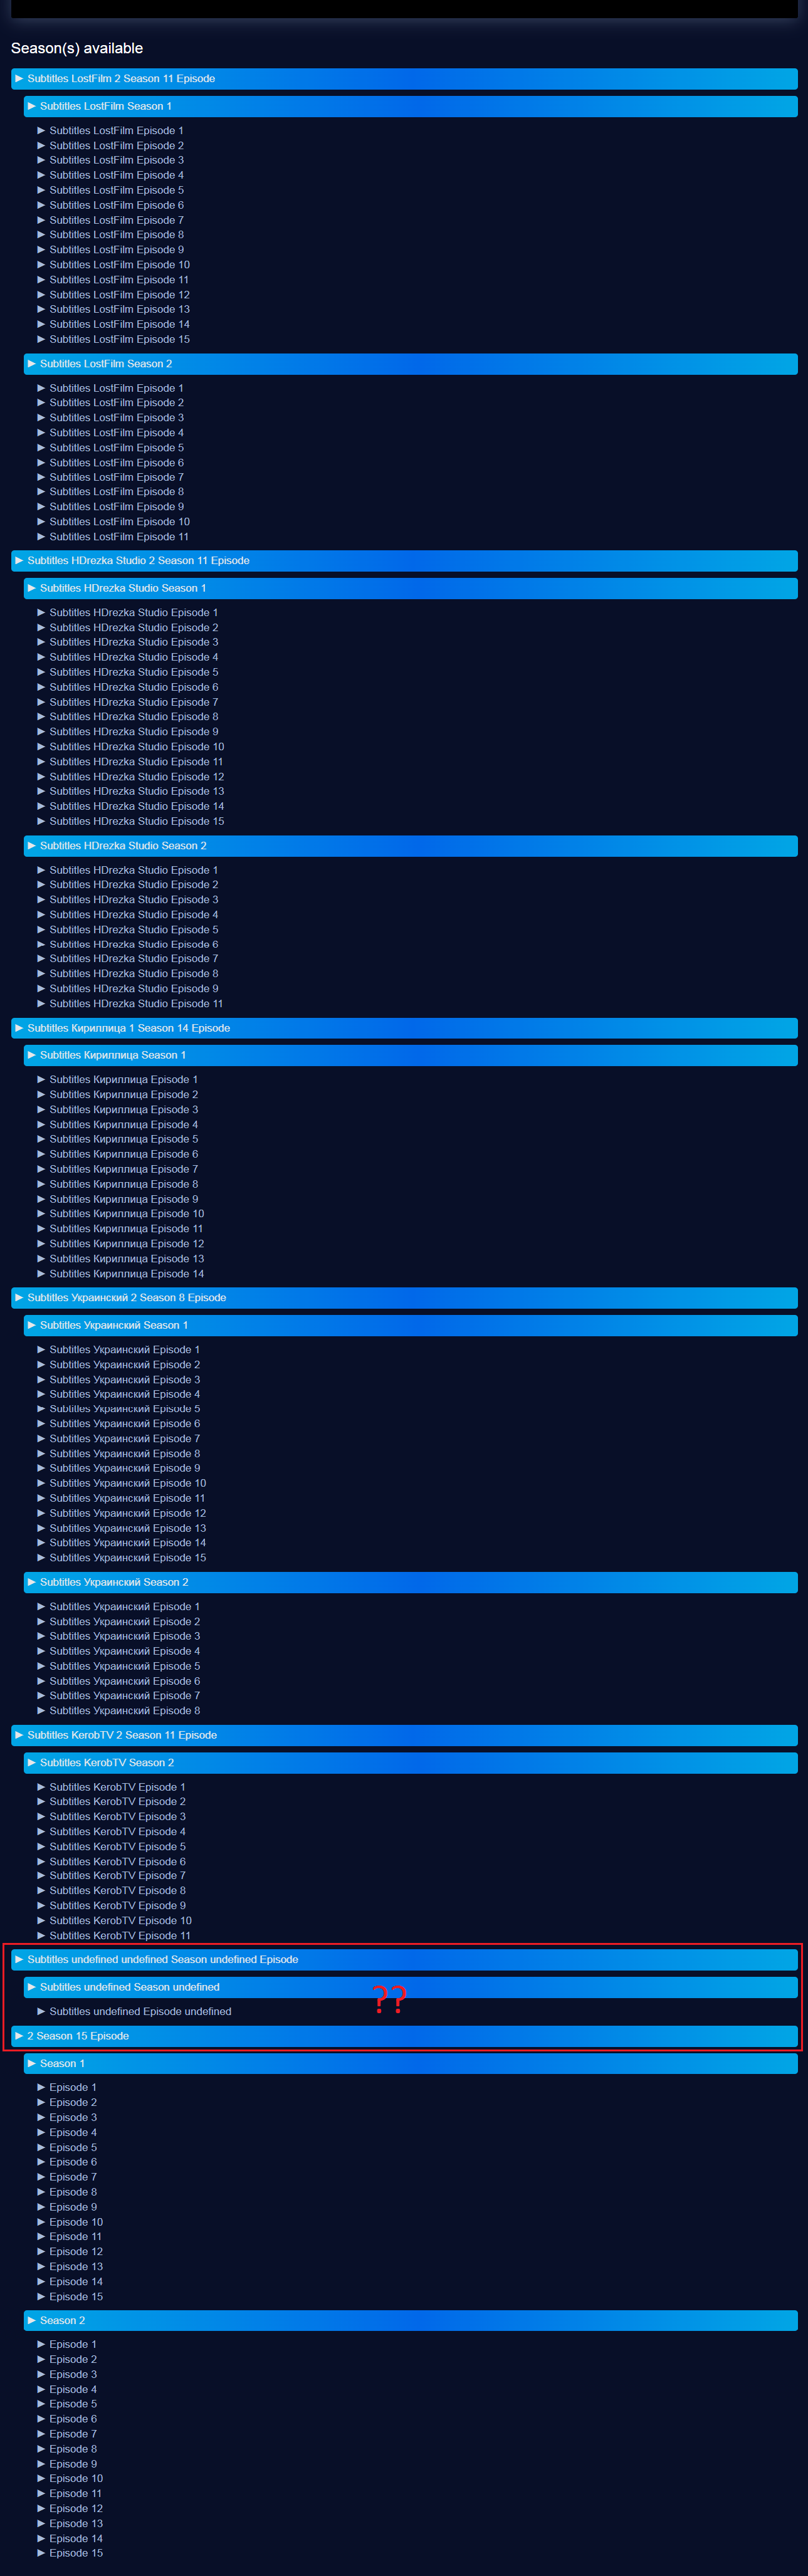 Season(s) available
► Subtitles LostFilm 2 Season 11 Episode
► Subtitles LostFilm Season 1
► Subtitles LostFilm Episode 1
► Subtitles LostFilm Episode 2
► Subtitles LostFilm Episode 3
► Subtitles LostFilm Episode 4
► Subtitles LostFilm Episode 5
► Subtitles LostFilm Episode 6
► Subtitles LostFilm Episode 7
► Subtitles LostFilm Episode 8
► Subtitles LostFilm Episode 9
► Subtitles LostFilm Episode 10
► Subtitles LostFilm Episode 11
► Subtitles LostFilm Episode 12
► Subtitles LostFilm Episode 13
► Subtitles LostFilm Episode 14
► Subtitles LostFilm Episode 15
► Subtitles LostFilm Season 2
► Subtitles LostFilm Episode 1
► Subtitles LostFilm Episode 2
► Subtitles LostFilm Episode 3
► Subtitles LostFilm Episode 4
► Subtitles LostFilm Episode 5
► Subtitles LostFilm Episode 6
► Subtitles LostFilm Episode 7
► Subtitles LostFilm Episode 8
► Subtitles LostFilm Episode 9
► Subtitles LostFilm Episode 10
► Subtitles LostFilm Episode 11
► Subtitles HDrezka Studio 2 Season 11 Episode
► Subtitles HDrezka Studio Season 1
► Subtitles HDrezka Studio Episode 1
► Subtitles HDrezka Studio Episode 2
► Subtitles HDrezka Studio Episode 3
► Subtitles HDrezka Studio Episode 4
► Subtitles HDrezka Studio Episode 5
► Subtitles HDrezka Studio Episode 6
► Subtitles HDrezka Studio Episode 7
► Subtitles HDrezka Studio Episode 8
► Subtitles HDrezka Studio Episode 9
► Subtitles HDrezka Studio Episode 10
► Subtitles HDrezka Studio Episode 11
► Subtitles HDrezka Studio Episode 12
► Subtitles HDrezka Studio Episode 13
► Subtitles HDrezka Studio Episode 14
► Subtitles HDrezka Studio Episode 15
► Subtitles HDrezka Studio Season 2
► Subtitles HDrezka Studio Episode 1
► Subtitles HDrezka Studio Episode 2
► Subtitles HDrezka Studio Episode 3
► Subtitles HDrezka Studio Episode 4
► Subtitles HDrezka Studio Episode 5
► Subtitles HDrezka Studio Episode 6
► Subtitles HDrezka Studio Episode 7
► Subtitles HDrezka Studio Episode 8
► Subtitles HDrezka Studio Episode 9
► Subtitles HDrezka Studio Episode 11
► Subtitles Кириллица 1 Season 14 Episode
► Subtitles Кириллица Season 1
► Subtitles Кириллица Episode 1
► Subtitles Кириллица Episode 2
► Subtitles Кириллица Episode 3
► Subtitles Кириллица Episode 4
► Subtitles Кириллица Episode 5
► Subtitles Кириллица Episode 6
► Subtitles Кириллица Episode 7
► Subtitles Кириллица Episode 8
► Subtitles Кириллица Episode 9
► Subtitles Кириллица Episode 10
► Subtitles Кириллица Episode 11
► Subtitles Кириллица Episode 12
► Subtitles Кириллица Episode 13
► Subtitles Кириллица Episode 14
► Subtitles Украинский 2 Season 8 Episode
► Subtitles Украинский Season 1
► Subtitles Украинский Episode 1
► Subtitles Украинский Episode 2
► Subtitles Украинский Episode 3
► Subtitles Украинский Episode 4
► Subtitles Украинский Episode 5
► Subtitles Украинский Episode 6
► Subtitles Украинский Episode 7
► Subtitles Украинский Episode 8
► Subtitles Украинский Episode 9
► Subtitles Украинский Episode 10
► Subtitles Украинский Episode 11
► Subtitles Украинский Episode 12
► Subtitles Украинский Episode 13
► Subtitles Украинский Episode 14
► Subtitles Украинский Episode 15
► Subtitles Украинский Season 2
► Subtitles Украинский Episode 1
► Subtitles Украинский Episode 2
► Subtitles Украинский Episode 3
► Subtitles Украинский Episode 4
► Subtitles Украинский Episode 5
► Subtitles Украинский Episode 6
► Subtitles Украинский Episode 7
► Subtitles Украинский Episode 8
► Subtitles KerobTV 2 Season 11 Episode
► Subtitles KerobTV Season 2
► Subtitles KerobTV Episode 1
► Subtitles KerobTV Episode 2
► Subtitles KerobTV Episode 3
► Subtitles KerobTV Episode 4
► Subtitles KerobTV Episode 5
► Subtitles KerobTV Episode 6
► Subtitles KerobTV Episode 7
► Subtitles KerobTV Episode 8
► Subtitles KerobTV Episode 9
► Subtitles KerobTV Episode 10
► Subtitles KerobTV Episode 11
► Subtitles undefined undefined Season undefined Episode
► Subtitles undefined Season undefined
??
► Subtitles undefined Episode undefined
► 2 Season 15 Episode
► Season 1
► Episode 1
► Episode 2
► Episode 3
► Episode 4
► Episode 5
► Episode 6
► Episode 7
► Episode 8
► Episode 9
► Episode 10
► Episode 11
► Episode 12
► Episode 13
► Episode 14
► Episode 15
► Season 2
► Episode 1
► Episode 2
► Episode 3
► Episode 4
► Episode 5
► Episode 6
► Episode 7
► Episode 8
► Episode 9
► Episode 10
► Episode 11
► Episode 12
► Episode 13
► Episode 14
► Episode 15